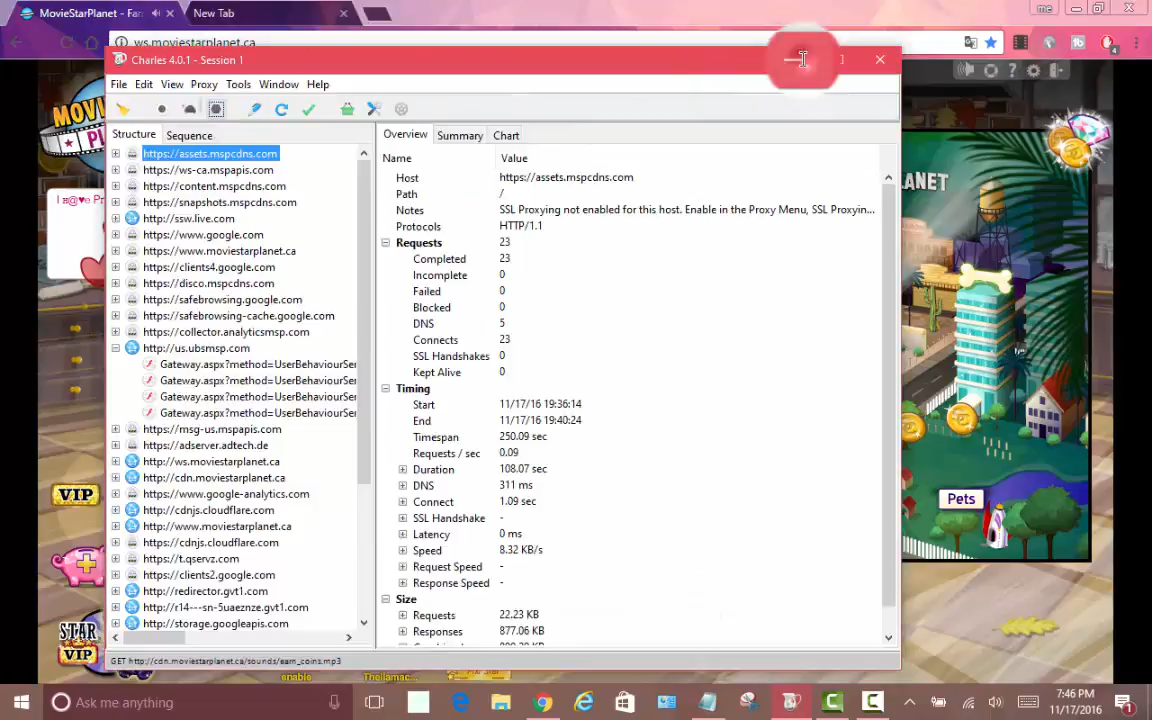 MovieStarPlanet - Fan
New Tab
me
ws.moviestarplanet.ca
Charles 4.0.1 - Session 1
File Edit View Proxy Tools Window Help
Structure Sequence
https://assets.mspcdns.com
https://ws-ca.mspapis.com
https://content.mspcdns.com
https://snapshots.mspcdns.com
http://ssw.live.com
https://www.google.com
https://www.moviestarplanet.ca
https://clients4.google.com
https://disco.mspcdns.com
https://safebrowsing.google.com
https://safebrowsing-cache.google.com
https://collector.analyticsmsp.com
http://us.ubsmsp.com
Gateway.aspx?method=UserBehaviourSer
Gateway.aspx?method=UserBehaviourSer
Gateway.aspx?method=UserBehaviourSer
Gateway.aspx?method=UserBehaviourSer
https://msg-us.mspapis.com
https://adserver.adtech.de
http://ws.moviestarplanet.ca
http://cdn.moviestarplanet.ca
https://www.google-analytics.com
http://cdnjs.cloudflare.com
http://www.moviestarplanet.ca
https://cdnjs.cloudflare.com
https://t.qservz.com
https://clients2.google.com
http://redirector.gvt1.com
http://r14---sn-5uaeznze.gvt1.com
http://storage.googleapis.com
Overview Summary Chart
Name Value
Host https://assets.mspcdns.com
Path /
Notes SSL Proxying not enabled for this host. Enable in the Proxy Menu, SSL Proxyin...
Protocols HTTP/1.1
Requests 23
Completed 23
Incomplete 0
Failed 0
Blocked 0
DNS 5
Connects 23
SSL Handshakes 0
Kept Alive 0
Timing
Start 11/17/16 19:36:14
End 11/17/16 19:40:24
Timespan 250.09 sec
Requests / sec 0.09
Duration 108.07 sec
DNS 311 ms
Connect 1.09 sec
SSL Handshake -
Latency 0 ms
Speed 8.32 KB/s
Request Speed -
Response Speed -
Size
Requests 22.23 KB
Responses 877.06 KB
GET http://cdn.moviestarplanet.ca/sounds/earn_coins.mp3
VIP
STAR
VIP
LANET
Pets
enable
Ask me anything
7:46 PM
11/17/2016